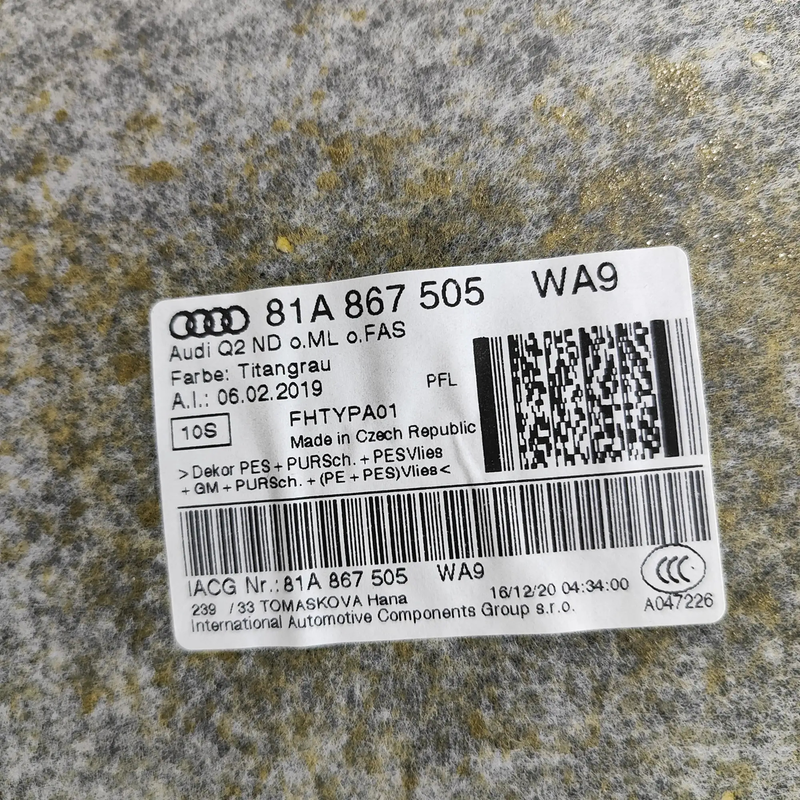 81A 867 505 WA9
Audi Q2 ND o.ML o.FAS
Farbe: Titangrau
A.I.: 06.02.2019 PFL
10S FHTYPA01
Made in Czech Republic
>Dekor PES + PURSch. + PESVlies
+ GM + PURSch. + (PE + PES)Vlies<
IACG Nr.: 81A 867 505 WA9
239 / 33 TOMASKOVA Hana 16/12/20 04:34:00
International Automotive Components Group s.r.o.
CCC
A047226